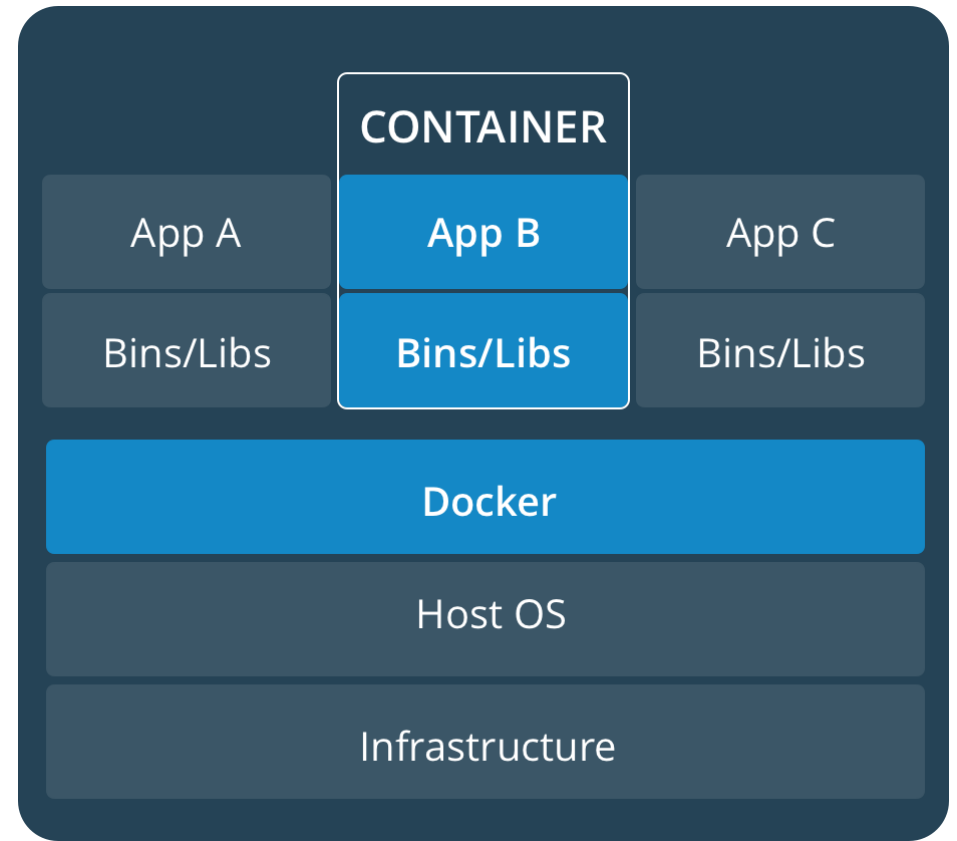 CONTAINER
App A App B App C
Bins/Libs Bins/Libs Bins/Libs
Docker
Host OS
Infrastructure